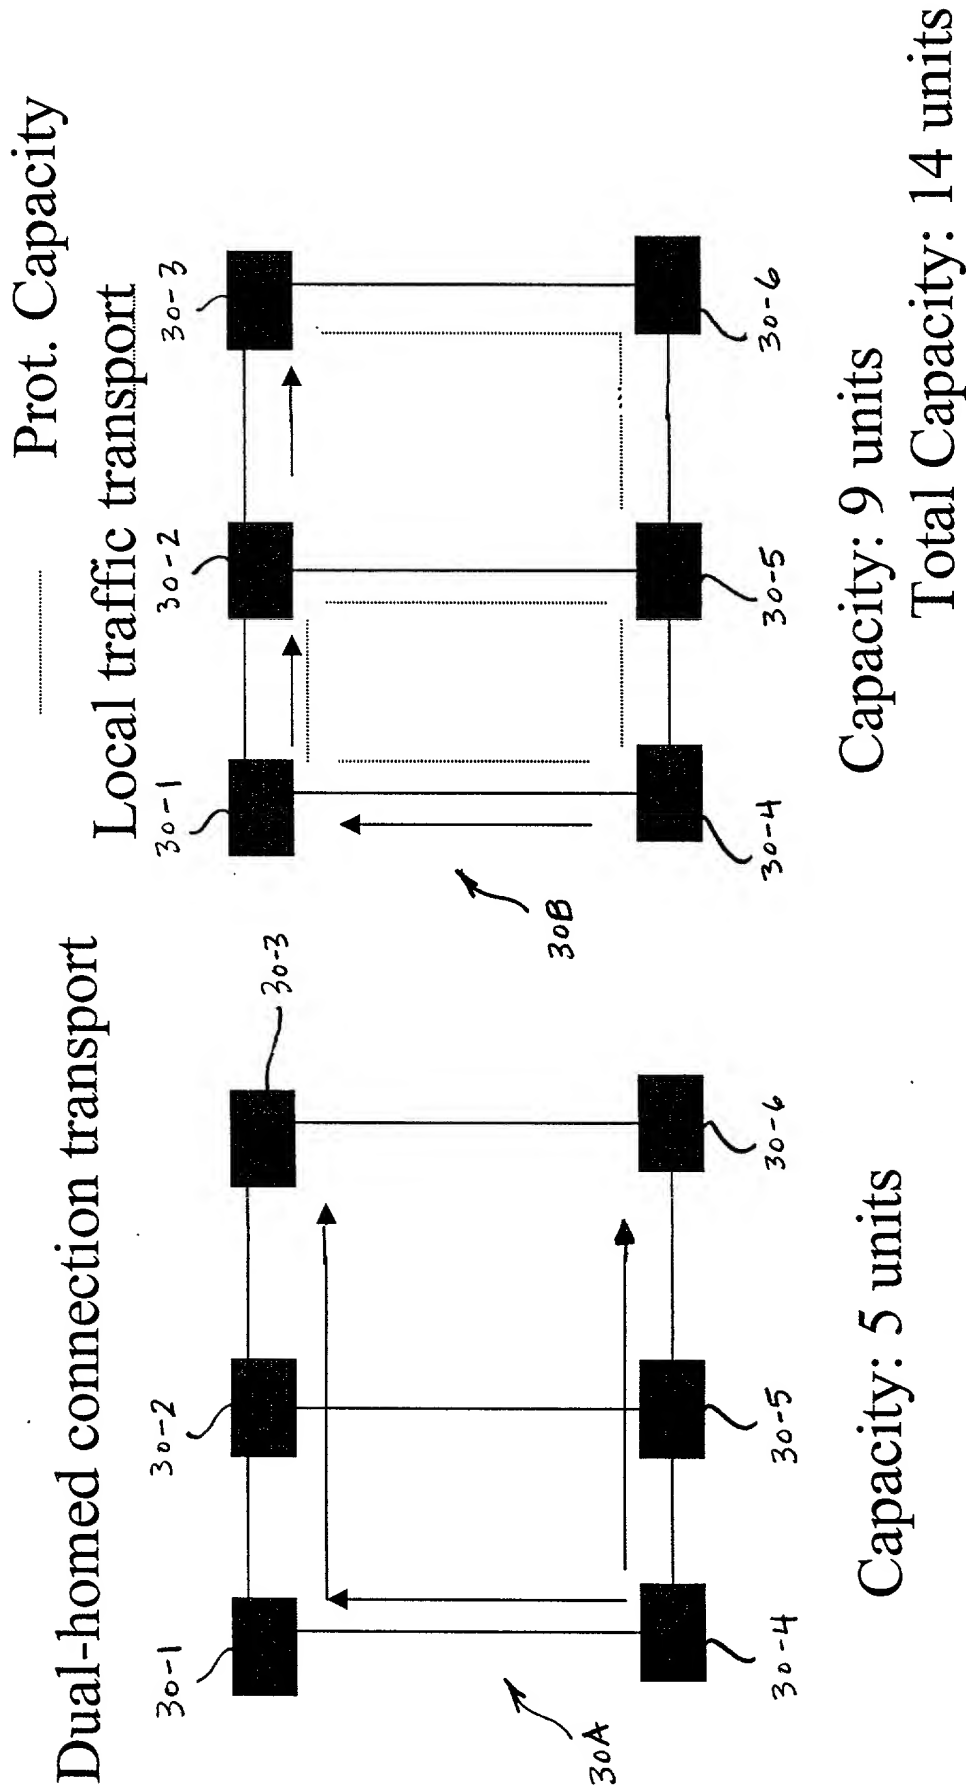 Prot. Capacity
Dual-homed connection transport
Local traffic transport
30-1
30-2
30-3
30-4
30-5
30-6
30A
Capacity: 5 units
30-1
30-2
30-3
30-4
30-5
30-6
30B
Capacity: 9 units
Total Capacity: 14 units